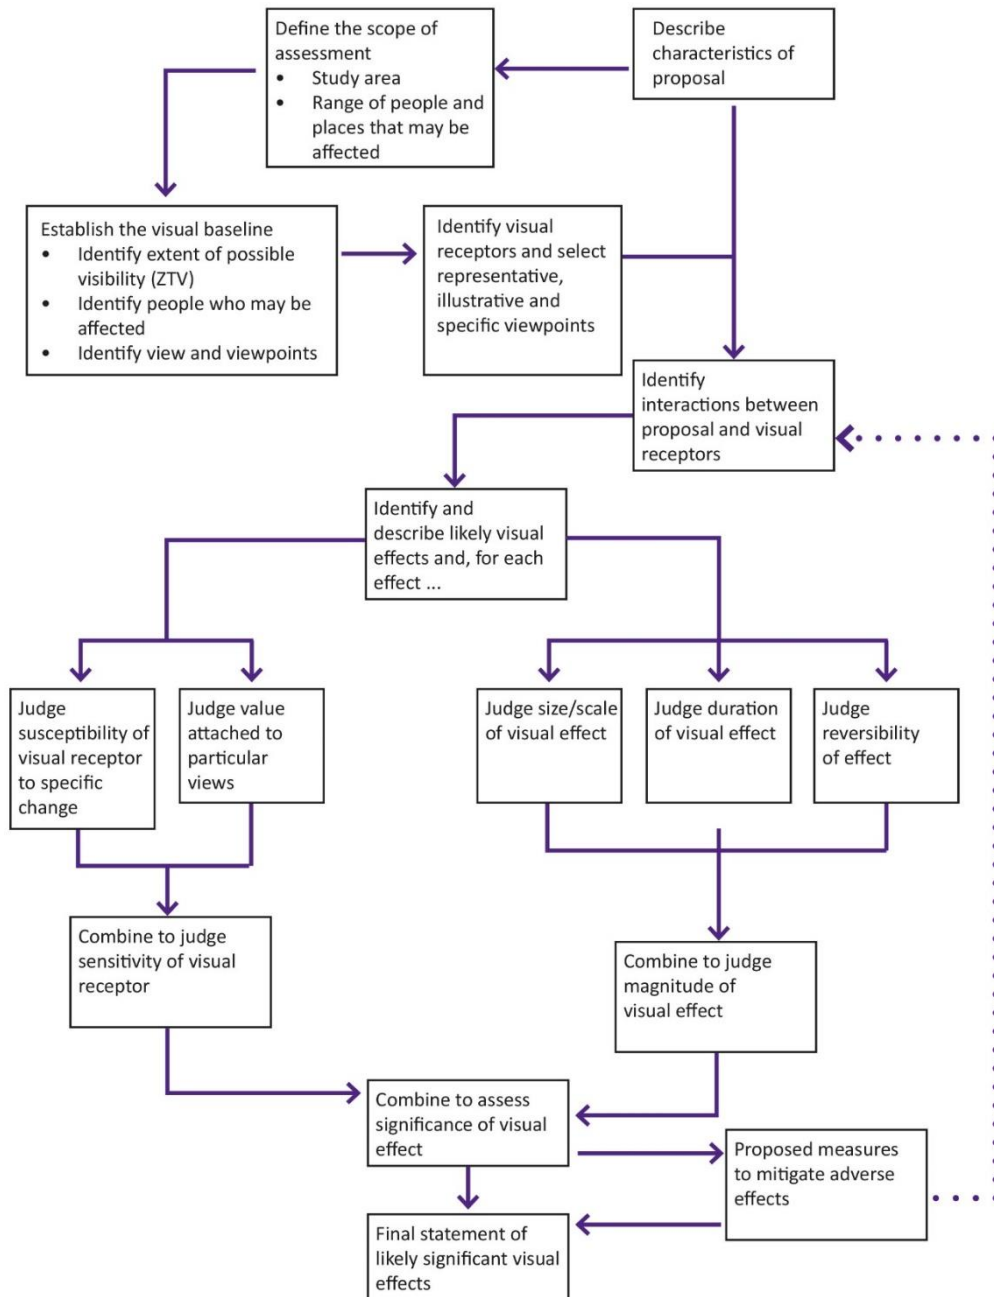 Define the scope of
assessment
• Study area
• Range of people and
places that may be
affected
Describe
characteristics of
proposal
Establish the visual baseline
• Identify extent of possible
visibility (ZTV)
• Identify people who may be
affected
• Identify view and viewpoints
Identify visual
receptors and select
representative,
illustrative and
specific viewpoints
Identify
interactions between
proposal and visual
receptors
Identify and
describe likely visual
effects and, for each
effect ...
Judge
susceptibility of
visual receptor
to specific
change
Judge value
attached to
particular
views
Judge size/scale
of visual effect
Judge duration
of visual effect
Judge
reversibility
of effect
Combine to judge
sensitivity of visual
receptor
Combine to judge
magnitude of
visual effect
Combine to assess
significance of visual
effect
Proposed measures
to mitigate adverse
effects
Final statement of
likely significant visual
effects